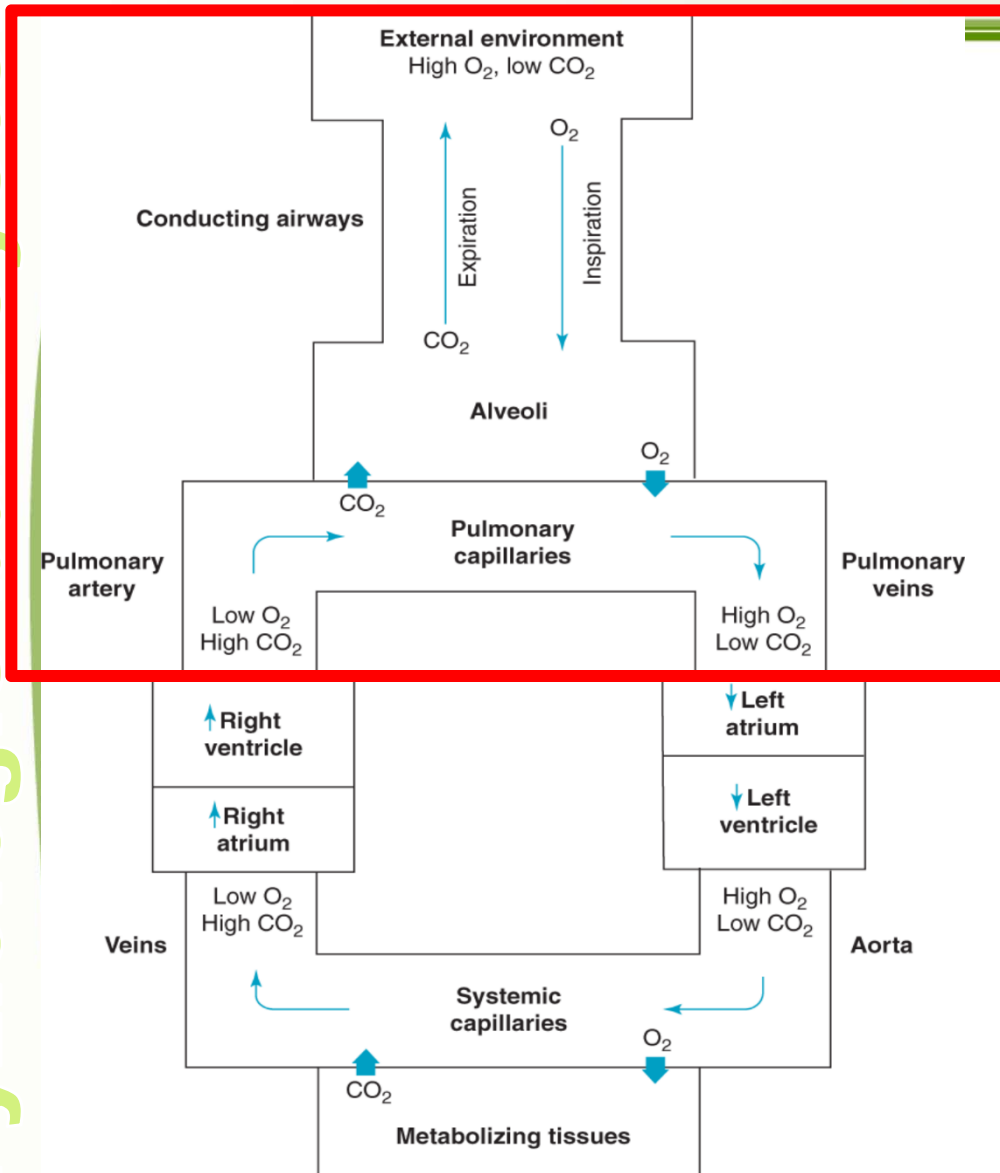 External environment
High O₂, low CO₂
O₂
Conducting airways
Expiration
Inspiration
CO₂
Alveoli
O₂
CO₂
Pulmonary
capillaries
Pulmonary
artery
Pulmonary
veins
Low O₂
High CO₂
High O₂
Low CO₂
Right
ventricle
Left
atrium
Right
atrium
Left
ventricle
Low O₂
High CO₂
High O₂
Low CO₂
Veins
Aorta
Systemic
capillaries
O₂
CO₂
Metabolizing tissues